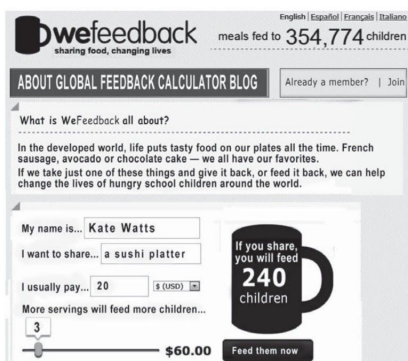 English | Español | Français | Italiano
wefeedback
sharing food, changing lives
meals fed to 354,774 children
ABOUT GLOBAL FEEDBACK CALCULATOR BLOG
Already a member? | Join
What is WeFeedback all about?
In the developed world, life puts tasty food on our plates all the time. French
sausage, avocado or chocolate cake — we all have our favorites.
If we take just one of these things and give it back, or feed it back, we can help
change the lives of hungry school children around the world.
My name is... Kate Watts
I want to share... a sushi platter
I usually pay... 20 $ (USD)
More servings will feed more children...
3
$60.00
If you share,
you will feed
240
children
Feed them now